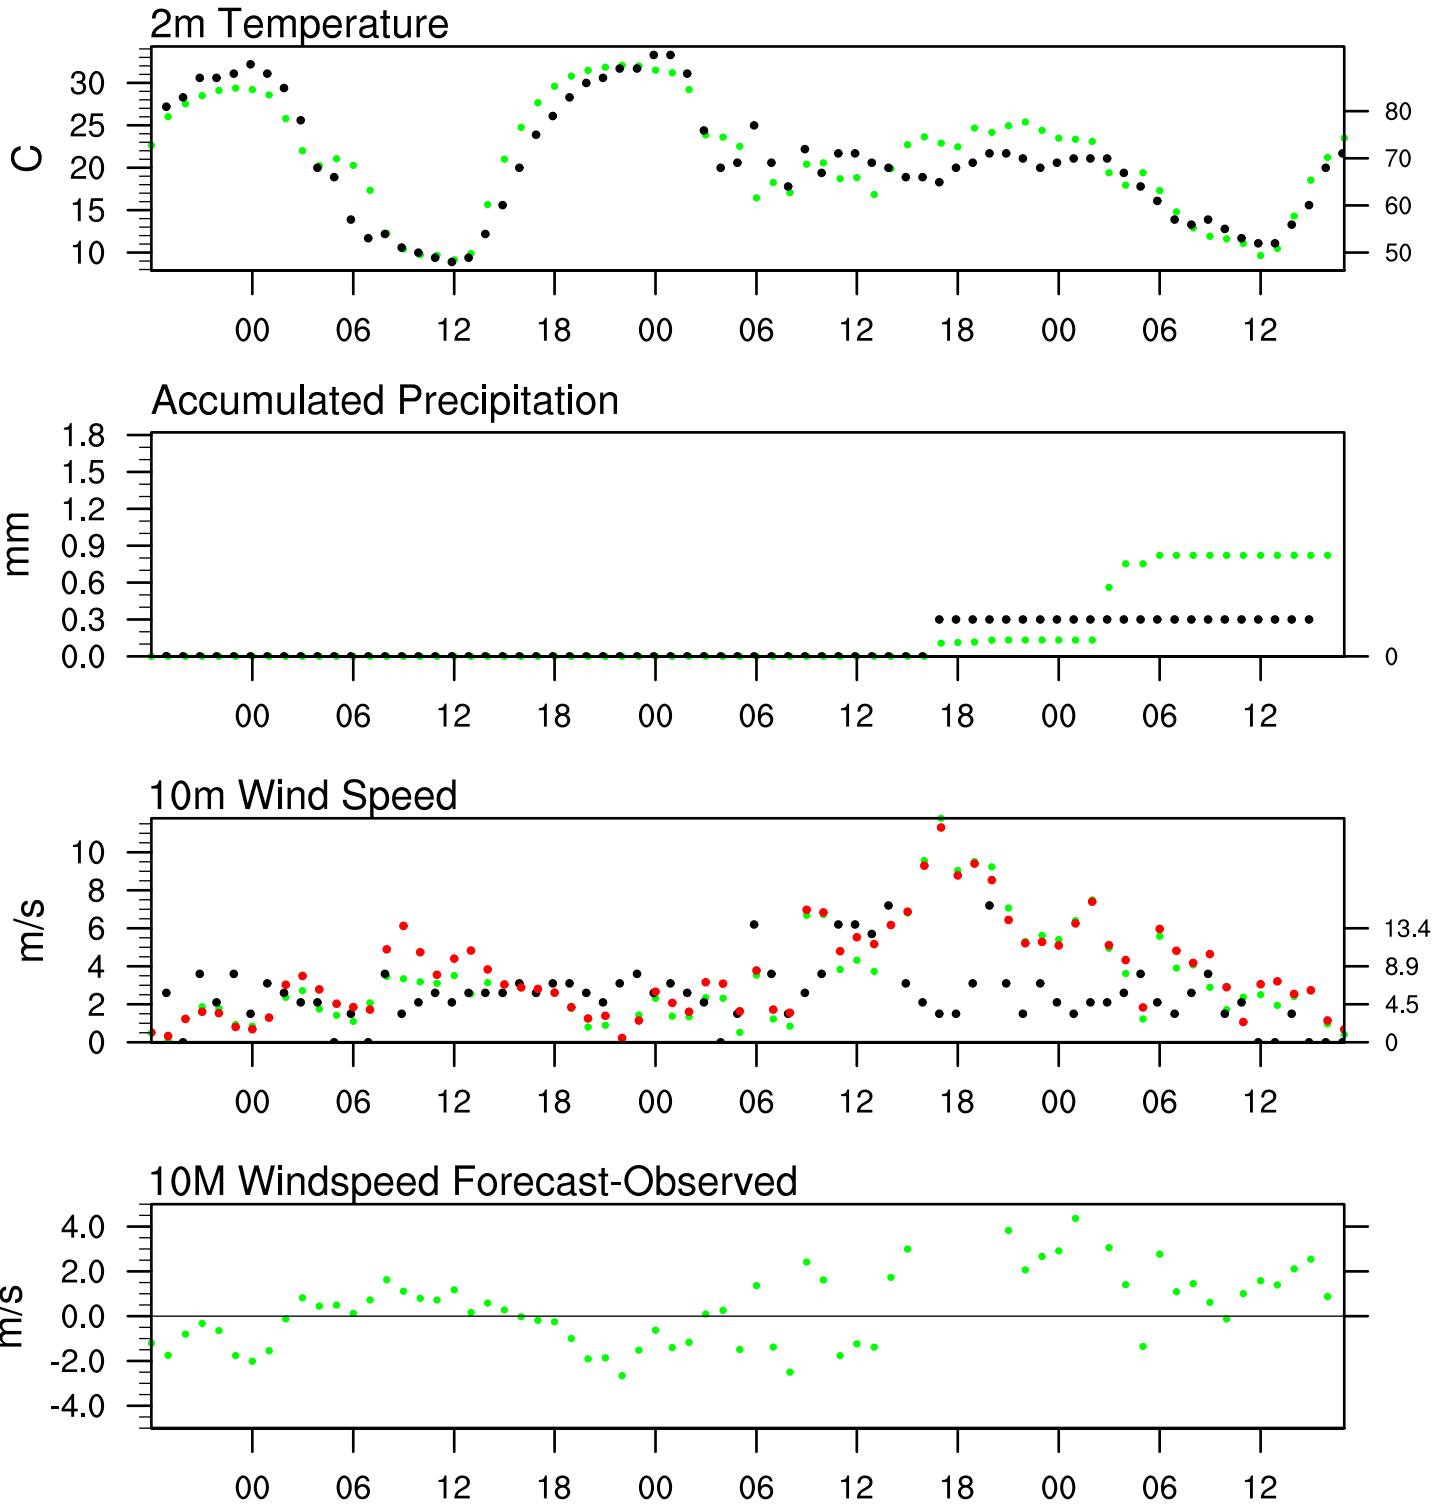 2m Temperature
30
25
20
15
10
C
80
70
60
50
00 06 12 18 00 06 12 18 00 06 12
Accumulated Precipitation
1.8
1.5
1.2
0.9
0.6
0.3
0.0
mm
0
00 06 12 18 00 06 12 18 00 06 12
10m Wind Speed
10
8
6
4
2
0
m/s
13.4
8.9
4.5
0
00 06 12 18 00 06 12 18 00 06 12
10M Windspeed Forecast-Observed
4.0
2.0
0.0
-2.0
-4.0
m/s
00 06 12 18 00 06 12 18 00 06 12